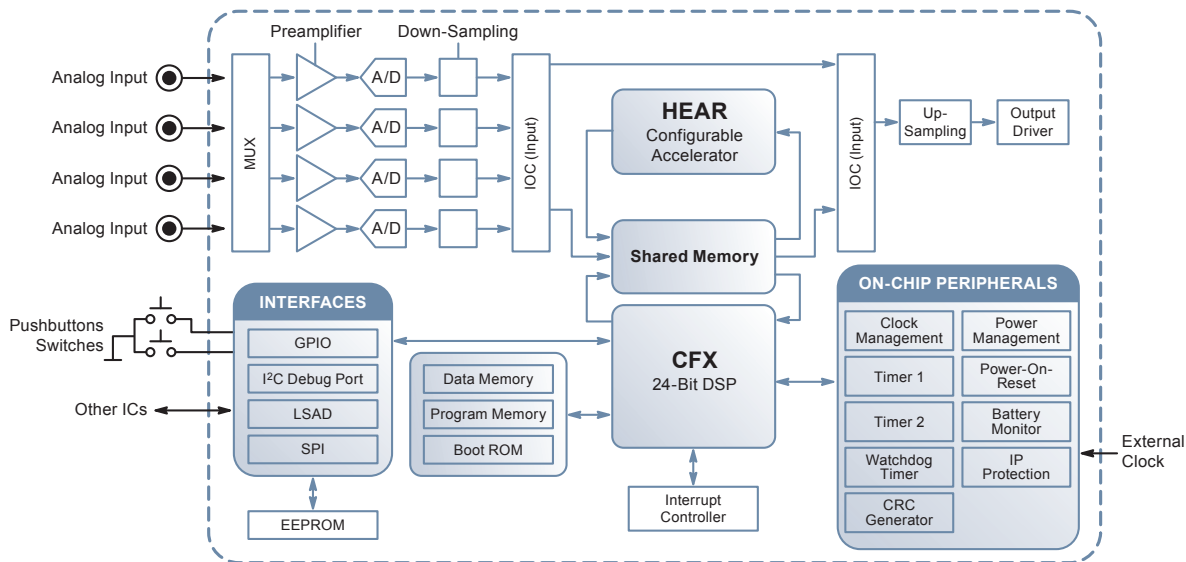 Preamplifier
Down-Sampling
Analog Input
Analog Input
Analog Input
Analog Input
MUX
A/D
A/D
A/D
A/D
IOC (Input)
HEAR
Configurable
Accelerator
Shared Memory
IOC (Input)
Up-
Sampling
Output
Driver
Pushbuttons
Switches
Other ICs
INTERFACES
GPIO
I²C Debug Port
LSAD
SPI
EEPROM
Data Memory
Program Memory
Boot ROM
CFX
24-Bit DSP
Interrupt
Controller
ON-CHIP PERIPHERALS
Clock
Management
Power
Management
Timer 1
Power-On-
Reset
Timer 2
Battery
Monitor
Watchdog
Timer
IP
Protection
CRC
Generator
External
Clock